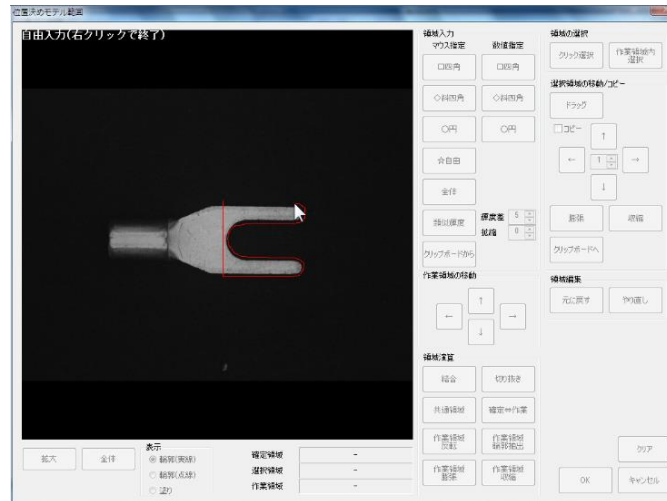 位置決めモデル範囲
自由入力(右クリックで終了)
領域入力
マウス指定
数値指定
□四角
□四角
◇斜四角
◇斜四角
○円
○円
☆自由
全体
類似濃度
濃度差
5
拡縮
0
クリップボードから
作業領域の移動
↑
←
→
↓
領域演算
結合
切り抜き
共通領域
確定⇔作業
作業領域
反転
作業領域
輪郭抽出
作業領域
膨張
作業領域
収縮
領域の選択
クリック選択
作業領域内
選択
選択領域の移動/コピー
ドラッグ
コピー
↑
←
1
→
↓
膨張
収縮
クリップボードへ
領域編集
元に戻す
やり直し
クリア
OK
キャンセル
拡大
全体
表示
輪郭(実線)
輪郭(点線)
塗り
確定領域
-
選択領域
-
作業領域
-